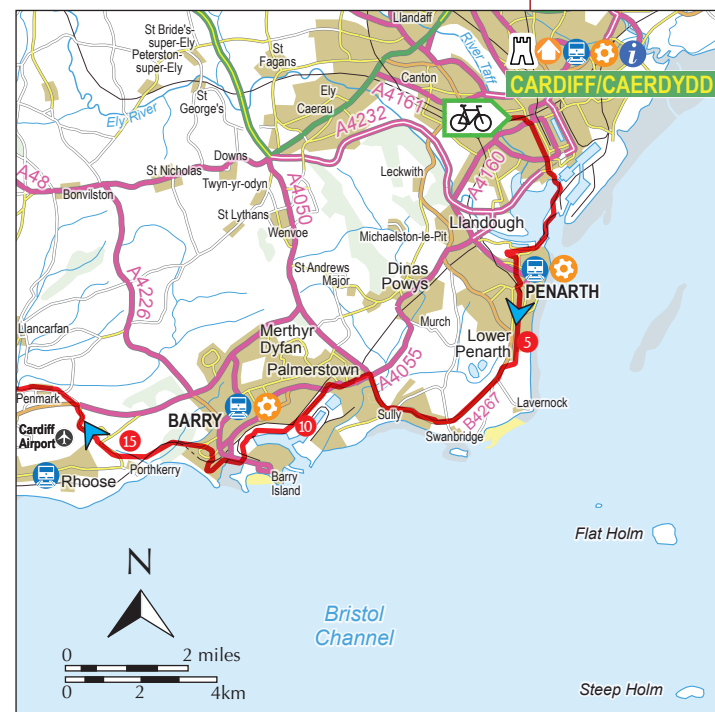 Llandaff
St Bride's-
super-Ely
Peterston-
super-Ely
St
Fagans
River Taff
Canton
i
CARDIFF/CAERDYDD
Ely
Caerau
A4161
St
George's
Ely River
A4232
A4160
Downs
St Nicholas
Twyn-yr-odyn
Leckwith
A48
Bonvilston
A4050
St Lythans
Wenvoe
Llandough
Michaelston-le-Pit
St Andrews
Major
Dinas
Powys
PENARTH
A4226
Llancarfan
Merthyr
Dyfan
Murch
Lower
Penarth
5
Palmerstown
A4055
Penmark
BARRY
Sully
B4267
Lavernock
Cardiff
Airport
15
10
Swanbridge
Porthkerry
Rhoose
Barry
Island
Flat Holm
N
Bristol
Channel
0 2 miles
0 2 4km
Steep Holm